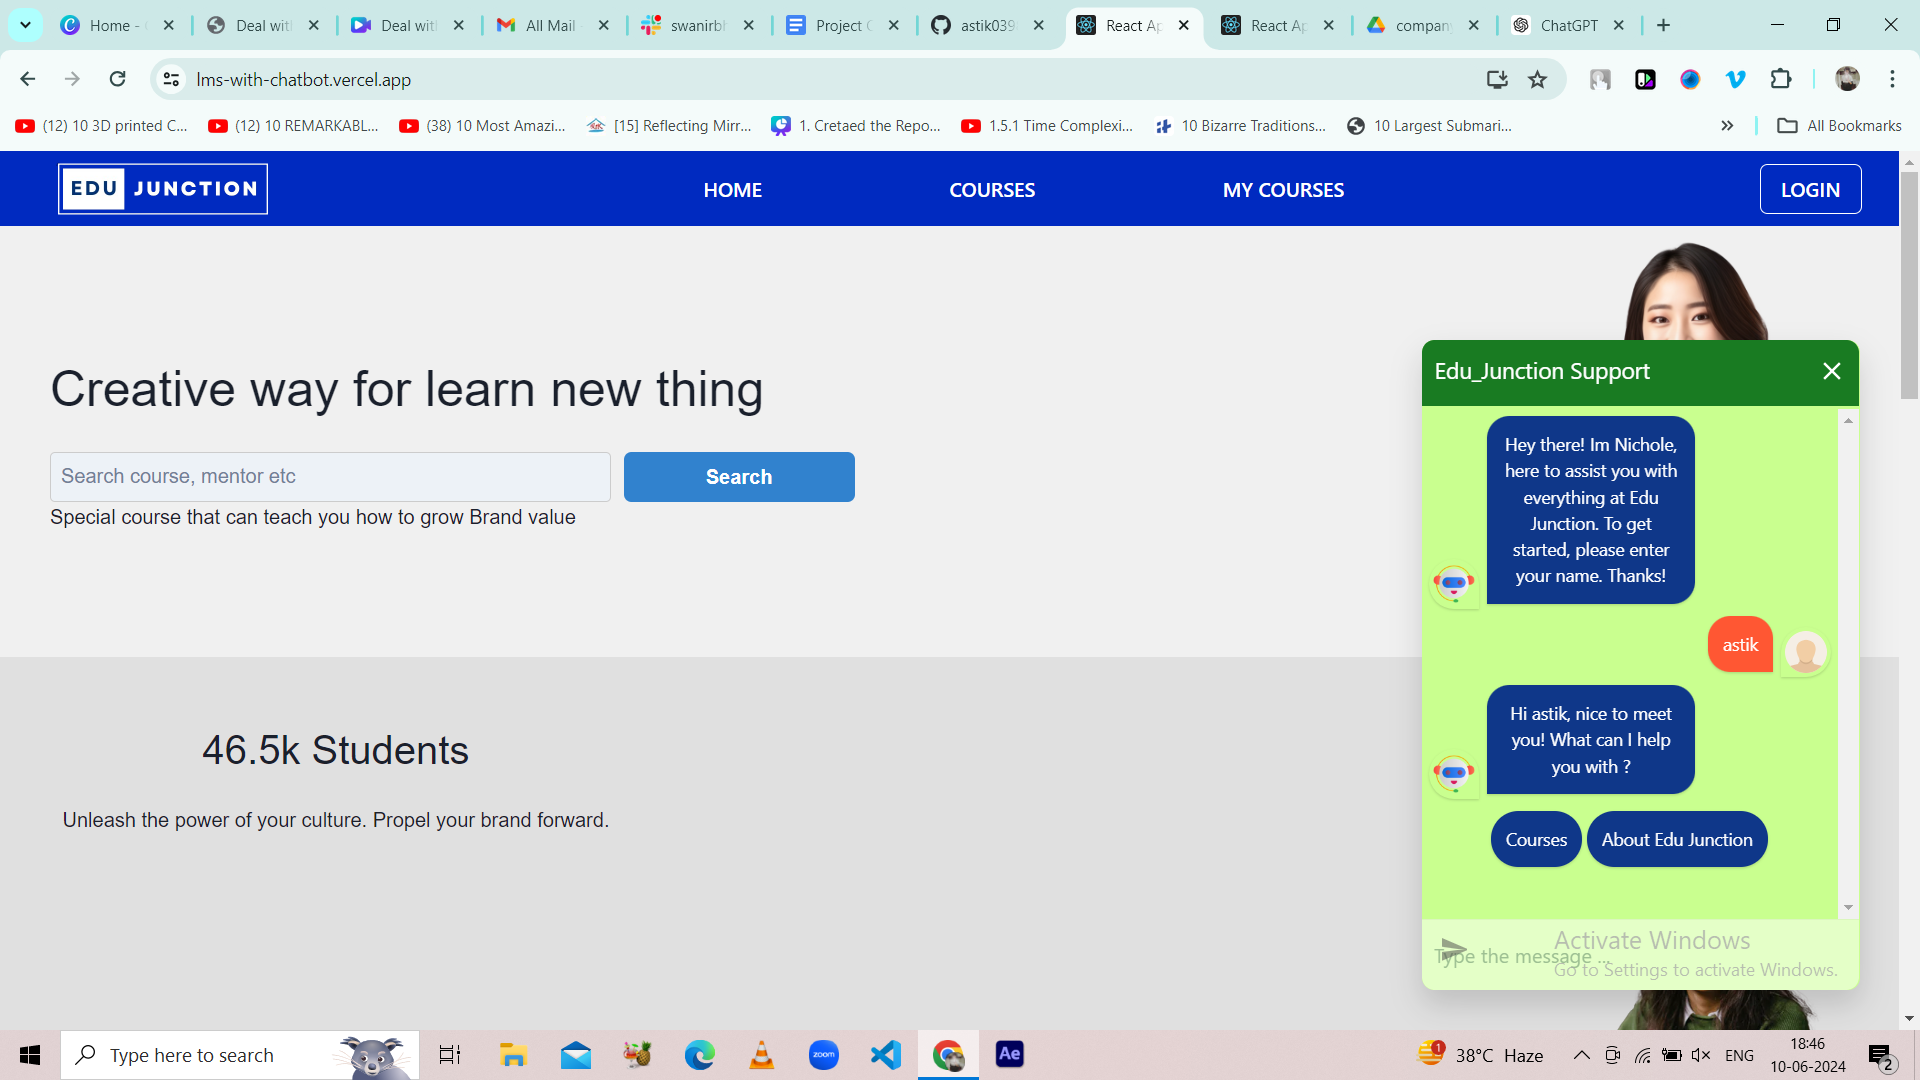 Home -
Deal wit
Deal wit
All Mail
swanirbh
Project
astik039
React Ap
React Ap
company
ChatGPT
lms-with-chatbot.vercel.app
(12) 10 3D printed C...
(12) 10 REMARKABL...
(38) 10 Most Amazi...
[15] Reflecting Mirr...
1. Cretaed the Repo...
1.5.1 Time Complexi...
10 Bizarre Traditions...
10 Largest Submari...
All Bookmarks
EDU JUNCTION
HOME
COURSES
MY COURSES
LOGIN
Creative way for learn new thing
Search course, mentor etc
Search
Special course that can teach you how to grow Brand value
46.5k Students
Unleash the power of your culture. Propel your brand forward.
Edu_Junction Support
Hey there! Im Nichole,
here to assist you with
everything at Edu
Junction. To get
started, please enter
your name. Thanks!
astik
Hi astik, nice to meet
you! What can I help
you with ?
Courses
About Edu Junction
Type the message ...
Activate Windows
Go to Settings to activate Windows.
Type here to search
zoom
Ae
1
38°C Haze
ENG
18:46
10-06-2024
2